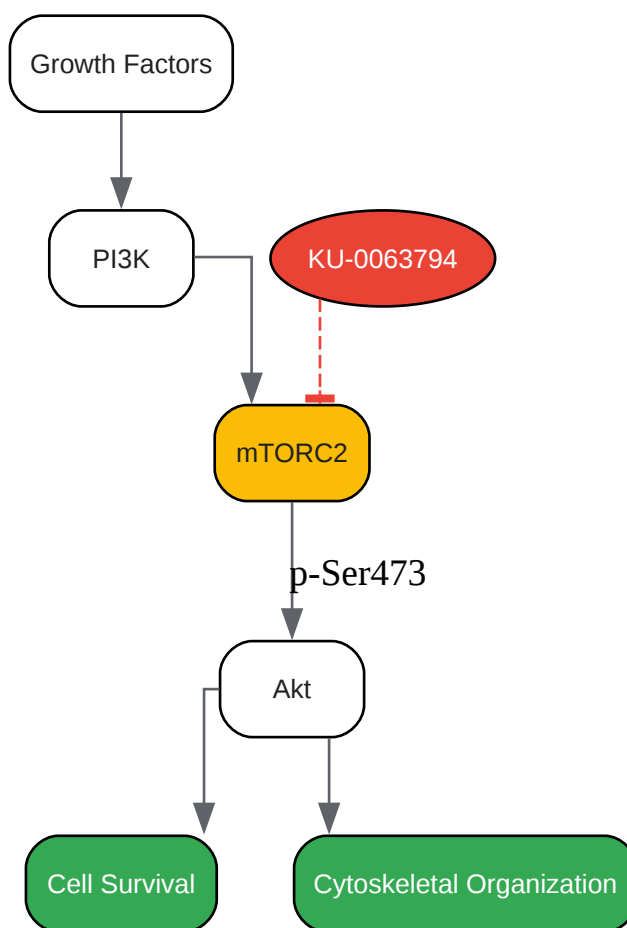 Growth Factors
PI3K
KU-0063794
mTORC2
p-Ser473
Akt
Cell Survival
Cytoskeletal Organization